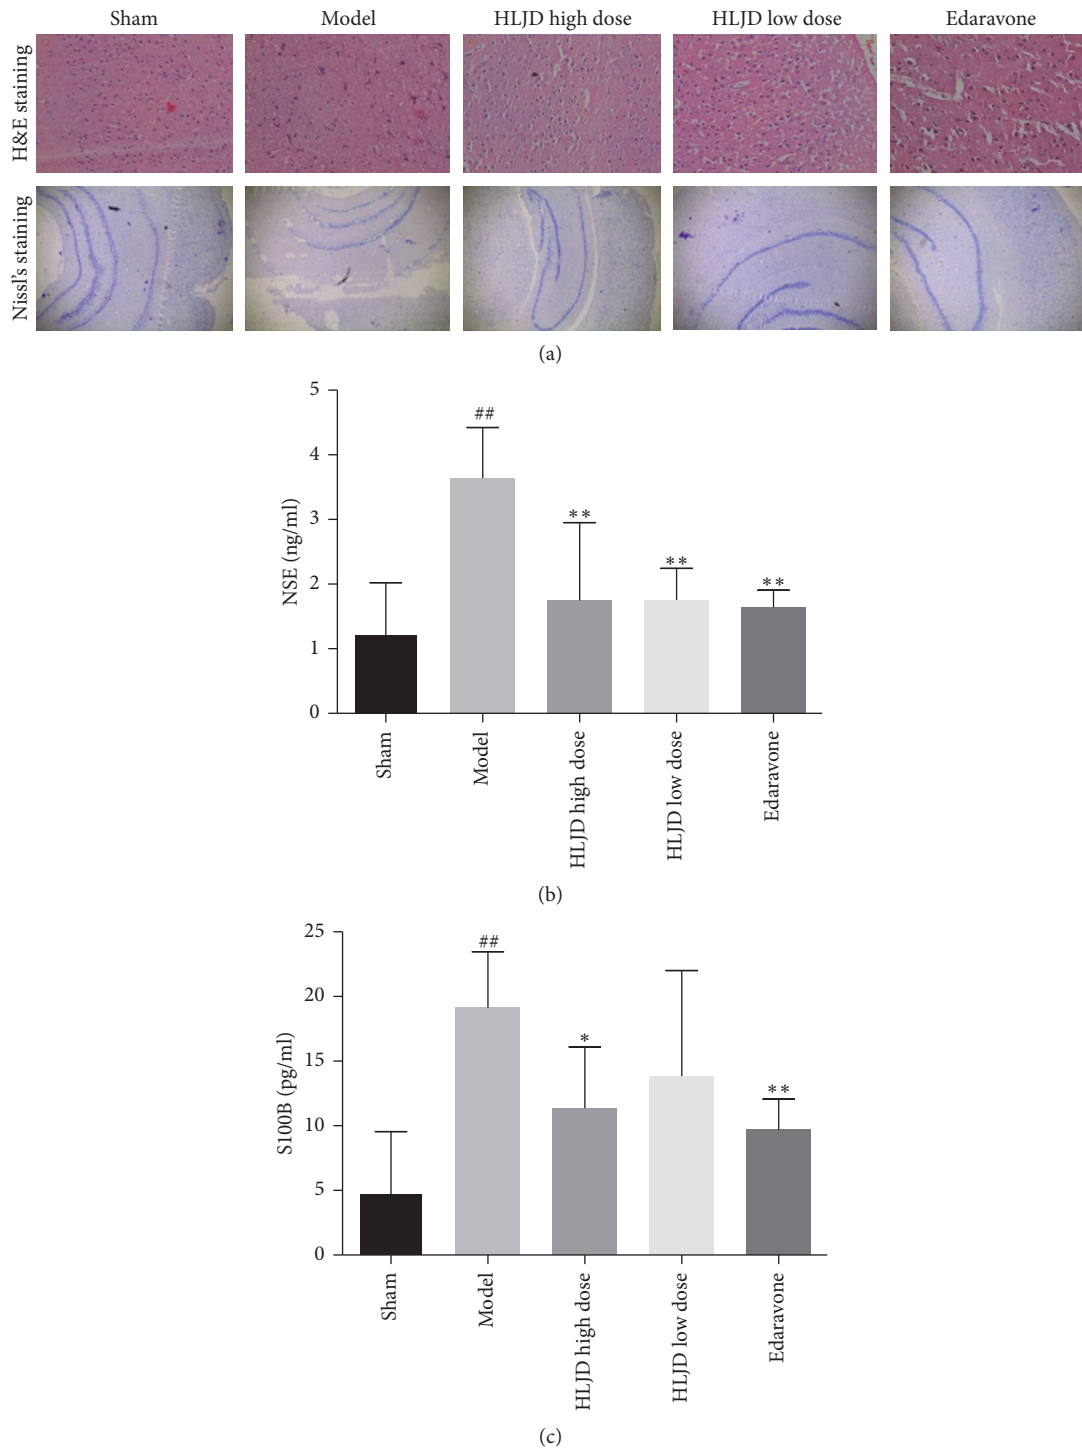 Sham Model HLJD high dose HLJD low dose Edaravone
H&E staining
Nissl's staining
(a)
5
4
3
2
1
0
NSE (ng/ml)
##
**
**
**
Sham
Model
HLJD high dose
HLJD low dose
Edaravone
(b)
25
20
15
10
5
0
S100B (pg/ml)
##
*
**
Sham
Model
HLJD high dose
HLJD low dose
Edaravone
(c)